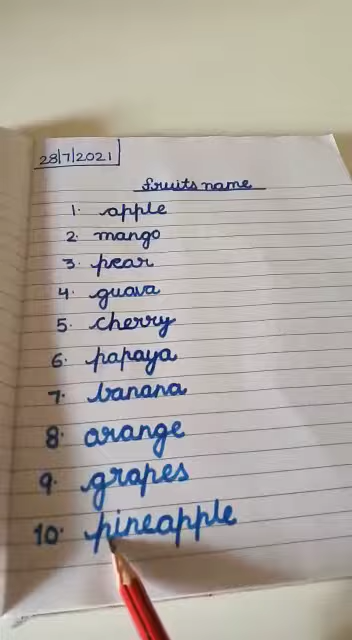 28/7/2021
fruits name
1. apple
2. mango
3. pear
4. guava
5. cherry
6. papaya
7. banana
8. orange
9. grapes
10. pineapple